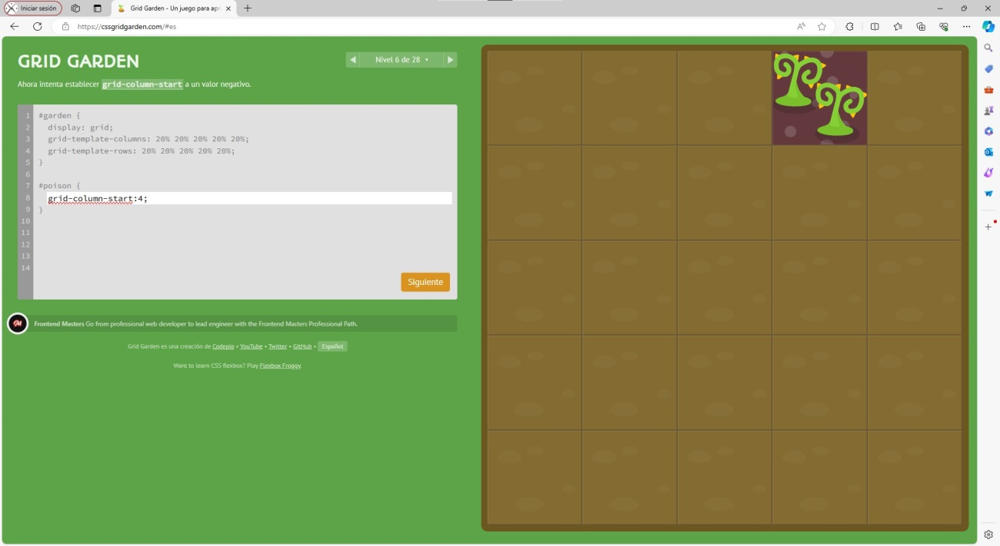 Iniciar sesión
Grid Garden - Un juego para apr
https://cssgridgarden.com/#es
GRID GARDEN
Nivel 6 de 28
Ahora intenta establecer grid-column-start a un valor negativo.
1 #garden {
2 display: grid;
3 grid-template-columns: 20% 20% 20% 20% 20%;
4 grid-template-rows: 20% 20% 20% 20% 20%;
5 }
6
7 #poison {
8 grid-column-start:4;
9 }
10
11
12
13
14
Siguiente
Frontend Masters Go from professional web developer to lead engineer with the Frontend Masters Professional Path.
Grid Garden es una creación de Codepip • YouTube • Twitter • GitHub • Español
Want to learn CSS flexbox? Play Flexbox Froggy.